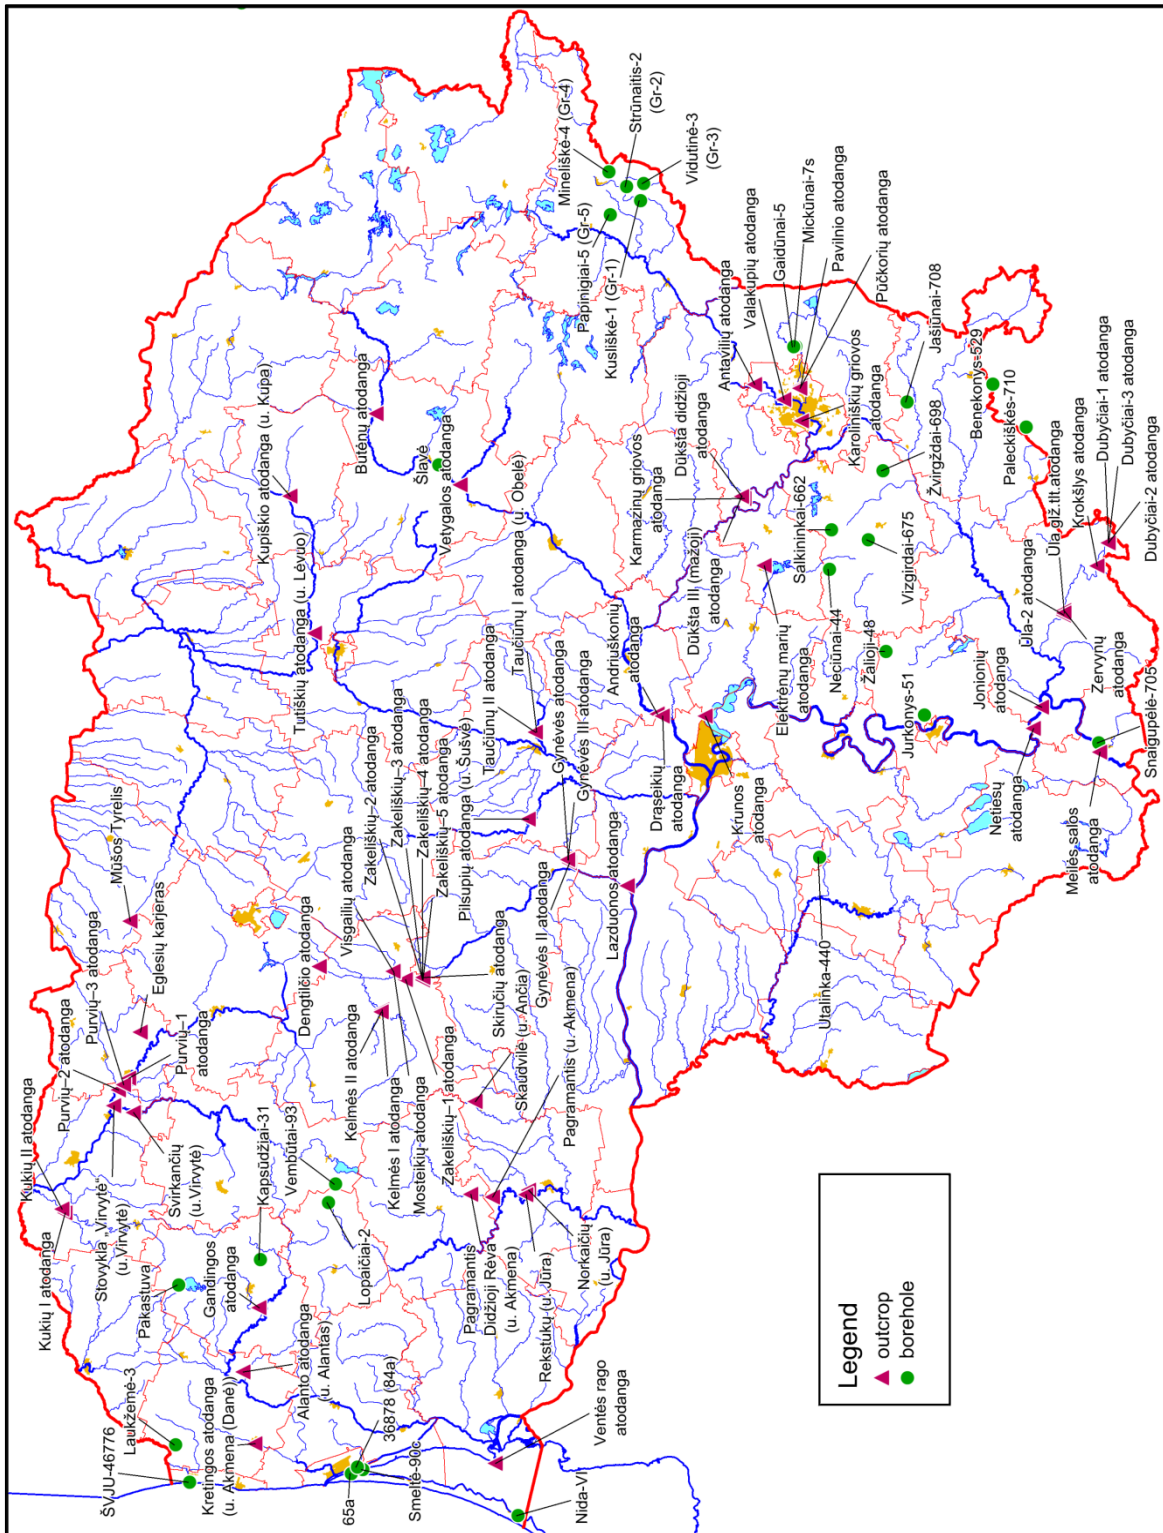 Mineliškė-4 (Gr-4)
Strūnaitis-2
(Gr-2)
Vidutinė-3
(Gr-3)
Papinigiai-5 (Gr-5)
Kusliškė-1 (Gr-1)
Antavilių atodanga
Valakupių atodanga
Gaidūnai-5
Mickūnai-7s
Pavilnio atodanga
Pūčkorių atodanga
Karoliniškių griovos
atodanga
Jašiūnai-708
Žvirgždai-698
Benekonys-529
Paleckiškės-710
Ūla,glž.tlt.atodanga
Krokšlys atodanga
Dubyčiai-1 atodanga
Dubyčiai-3 atodanga
Dubyčiai-2 atodanga
Kupiškio atodanga (u. Kupa)
Butėnų atodanga
Šlavė
Vetygalos atodanga
Tutiškių atodanga (u. Lėvuo)
Taučiūnų I atodanga (u. Obelė)
Taučiūnų II atodanga
Karmazinų griovos
atodanga
Dūkšta didžioji
atodanga
Dūkšta III, (mažoji)
atodanga
Salkininkai-662
Vizgirdai-675
Elektrėnų marių
atodanga
Neciūnai-44
Žalioji-48
Jurkonys-51
Jonionių
atodanga
Ūla-2 atodanga
Zervynų
atodanga
Snaigupėlė-705
Netiesų
atodanga
Meilės salos
atodanga
Andriuškonių
atodanga
Drąseikių
atodanga
Krūnos
atodanga
Utalinka-440
Gynėvės atodanga
Gynėvės III atodanga
Gynėvės II atodanga
Lazduonos atodanga
Visgailių atodanga
Zakeliškių–2 atodanga
Zakeliškių–3 atodanga
Zakeliškių–4 atodanga
Zakeliškių–5 atodanga
Pilsupių atodanga (u. Šušvė)
Mūšos Tyrelis
Eglesių karjeras
Dengtilčio atodanga
Kelmės II atodanga
Kelmės I atodanga
Mosteikių atodanga
Zakeliškių–1 atodanga
Skiručių atodanga
Skaudvilė (u. Ančia)
Pagramantis (u. Akmena)
Kukių II atodanga
Kukių I atodanga
Purvių–2 atodanga
Purvių–3 atodanga
Purvių–1
atodanga
Stovykla „Virvytė“
(u. Virvytė)
Svirkančių
(u.Virvytė)
Kapsūdžiai-31
Vembūtai-93
Lopaičiai-2
Pakastuva
Gandingos
atodanga
Alanto atodanga
(u. Alantas)
Pagramantis
Didžioji Rėva
(u. Akmena)
Rekstukų (u. Jūra)
Norkaičių
(u. Jūra)
ŠVJU-46776
Laukžemė-3
Kretingos atodanga
(u. Akmena (Danė))
65a
36878 (84a)
Smeltė-90c
Ventės rago
atodanga
Nida-VI
Legend
outcrop
borehole